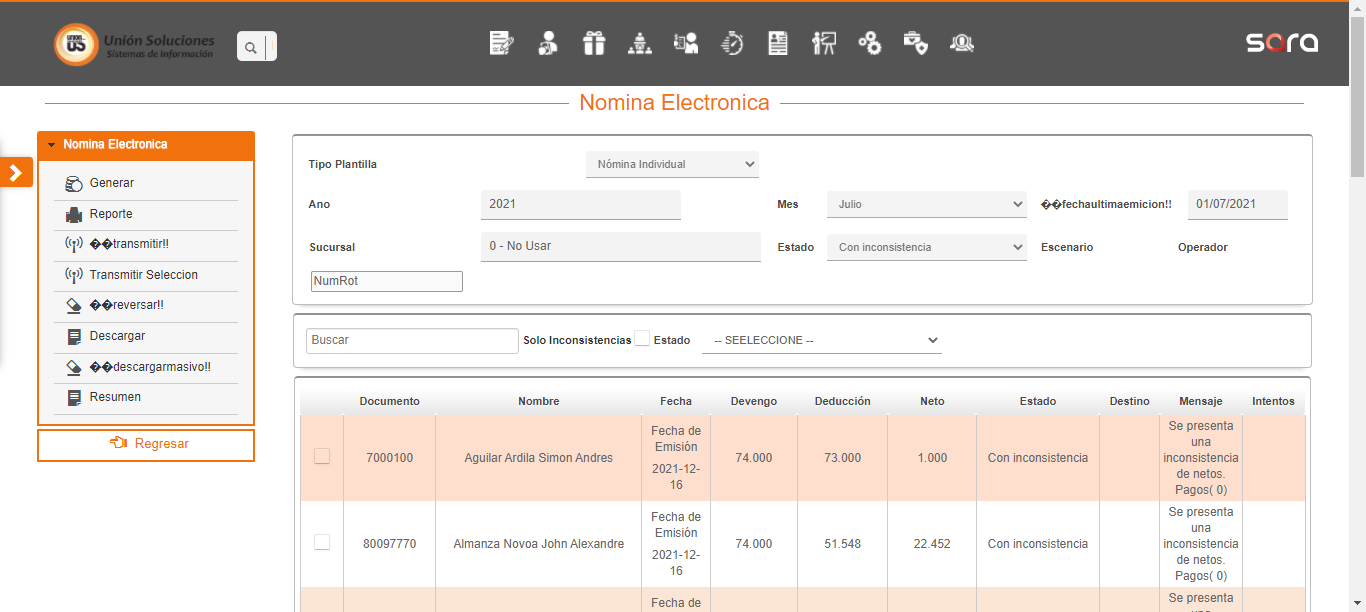 Unión Soluciones
Sistemas de Información
sara
Nomina Electronica
Nomina Electronica
Generar
Reporte
��transmitir!!
Transmitir Seleccion
��reversar!!
Descargar
��descargarmasivo!!
Resumen
Regresar
Tipo Plantilla Nómina Individual
Ano 2021 Mes Julio ��fechaultimaemicion!! 01/07/2021
Sucursal 0 - No Usar Estado Con inconsistencia Escenario Operador
NumRot
Buscar Solo Inconsistencias Estado -- SEELECCIONE --
Documento Nombre Fecha Devengo Deducción Neto Estado Destino Mensaje Intentos
7000100 Aguilar Ardila Simon Andres
Fecha de
Emisión
2021-12-
16
74.000 73.000 1.000 Con inconsistencia
Se presenta
una
inconsistencia
de netos.
Pagos( 0)
80097770 Almanza Novoa John Alexandre
Fecha de
Emisión
2021-12-
16
74.000 51.548 22.452 Con inconsistencia
Se presenta
una
inconsistencia
de netos.
Pagos( 0)
Fecha de
Se presenta